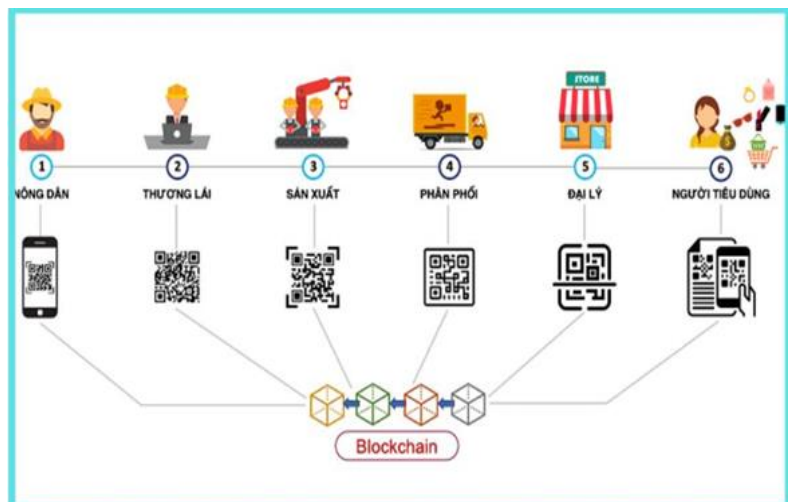 STORE
1
2
3
4
5
6
NÔNG DÂN
THƯƠNG LÁI
SẢN XUẤT
PHÂN PHỐI
ĐẠI LÝ
NGƯỜI TIÊU DÙNG
Blockchain